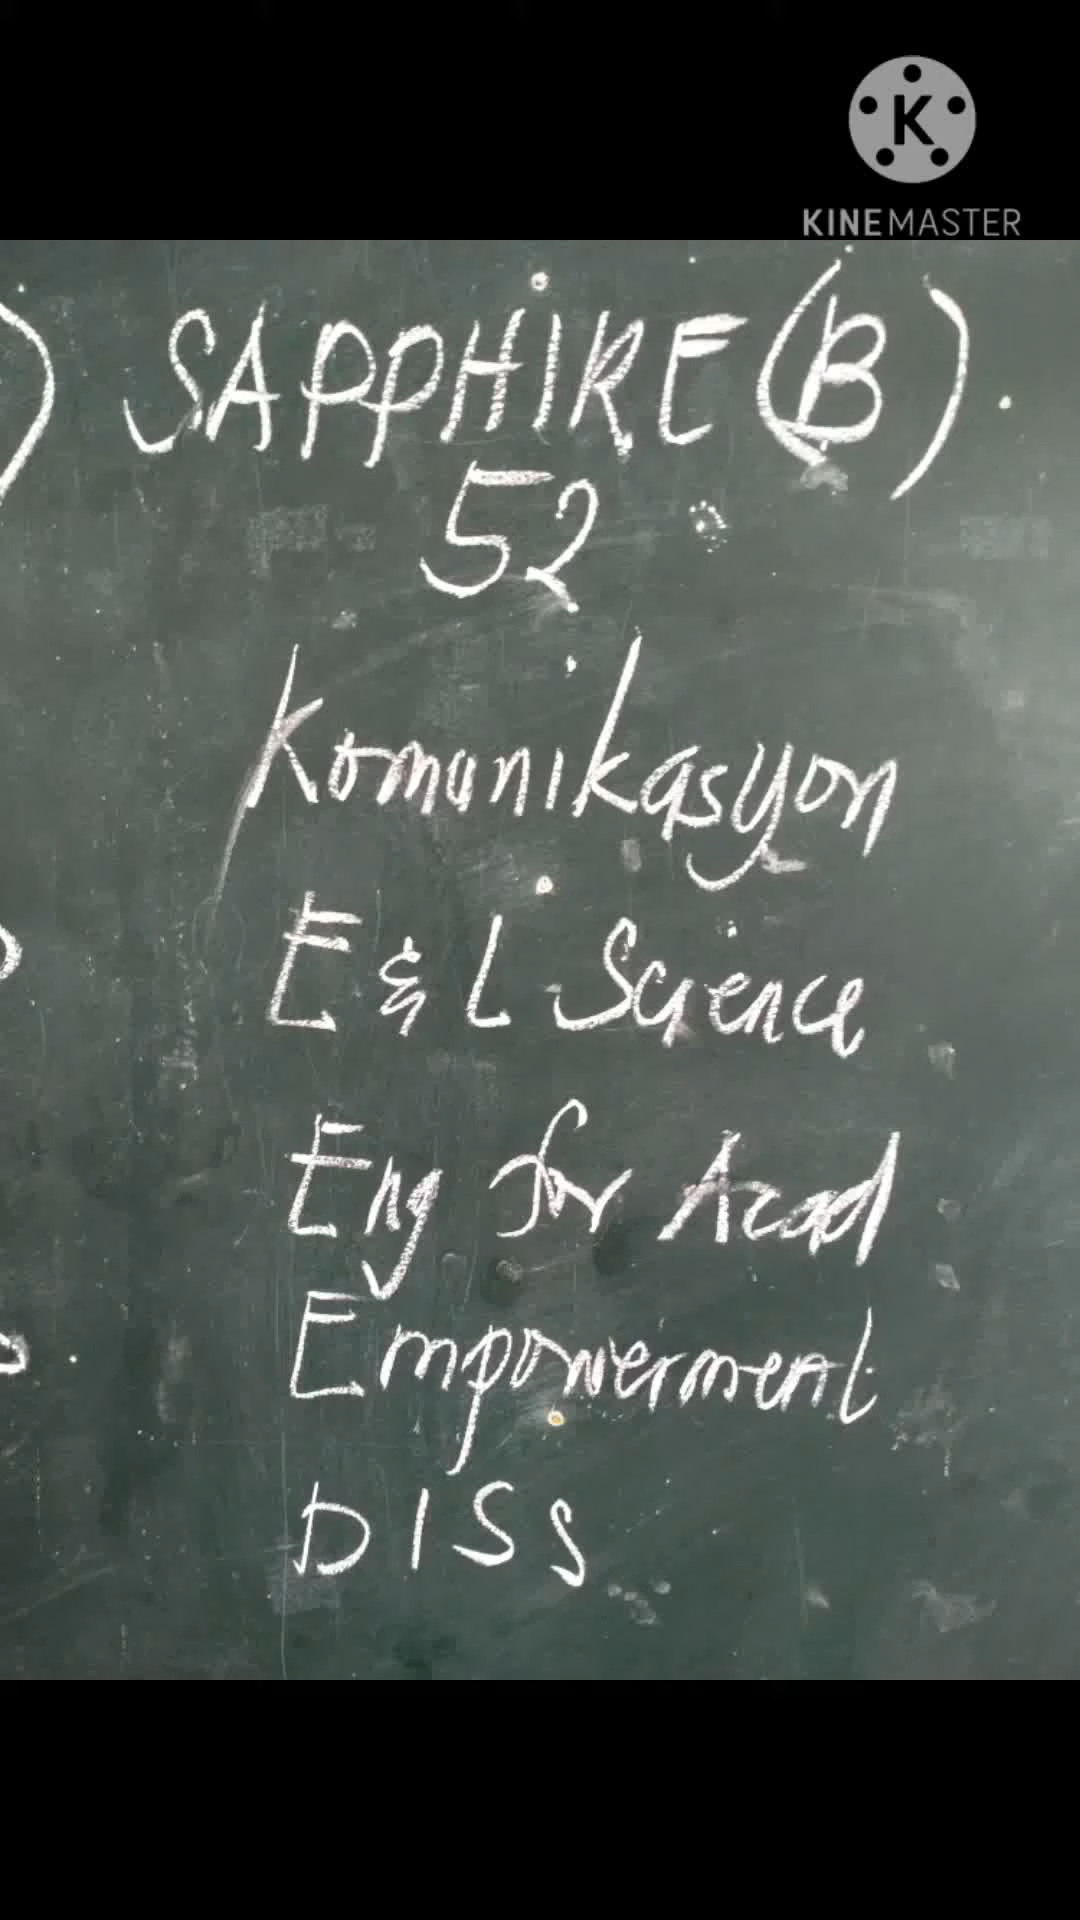 K
KINEMASTER
) SAPPHIRE (B).
52
Komunikasyon
E & L Science
Eng for Acad
Empowerment
DISS